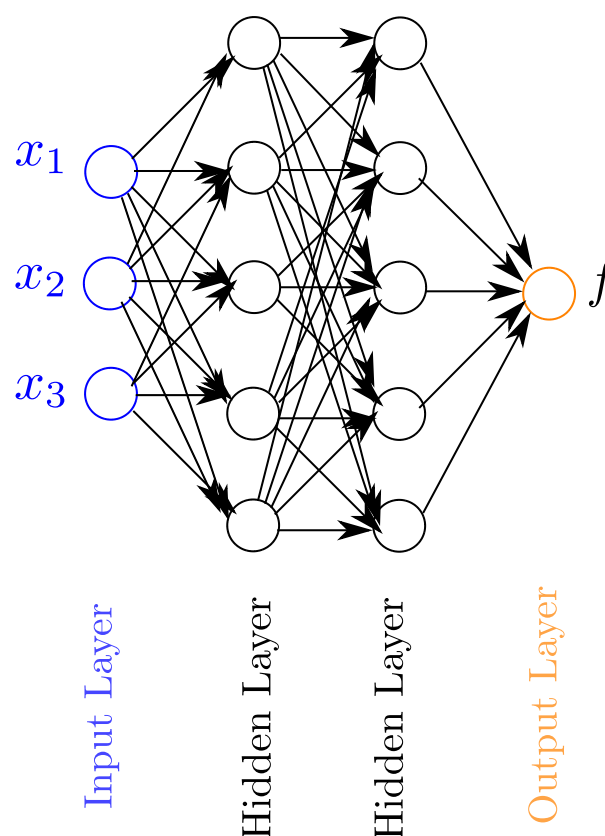 x₁
x₂
x₃
f
Input Layer
Hidden Layer
Hidden Layer
Output Layer